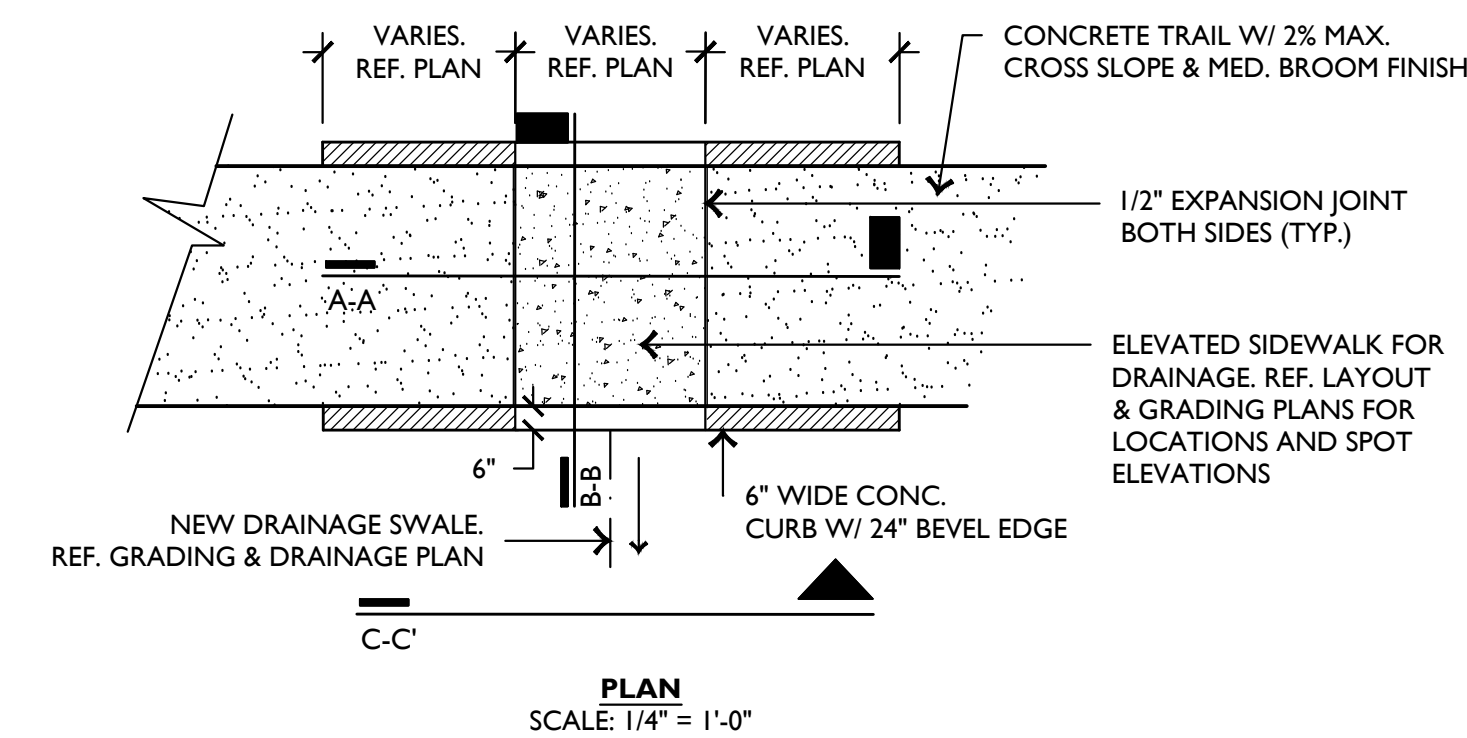 VARIES.
REF. PLAN
VARIES.
REF. PLAN
VARIES.
REF. PLAN
CONCRETE TRAIL W/ 2% MAX.
CROSS SLOPE & MED. BROOM FINISH
1/2" EXPANSION JOINT
BOTH SIDES (TYP.)
A-A
ELEVATED SIDEWALK FOR
DRAINAGE. REF. LAYOUT
& GRADING PLANS FOR
LOCATIONS AND SPOT
ELEVATIONS
6"
B-B
6" WIDE CONC.
CURB W/ 24" BEVEL EDGE
NEW DRAINAGE SWALE.
REF. GRADING & DRAINAGE PLAN
C-C'
PLAN
SCALE: 1/4" = 1'-0"